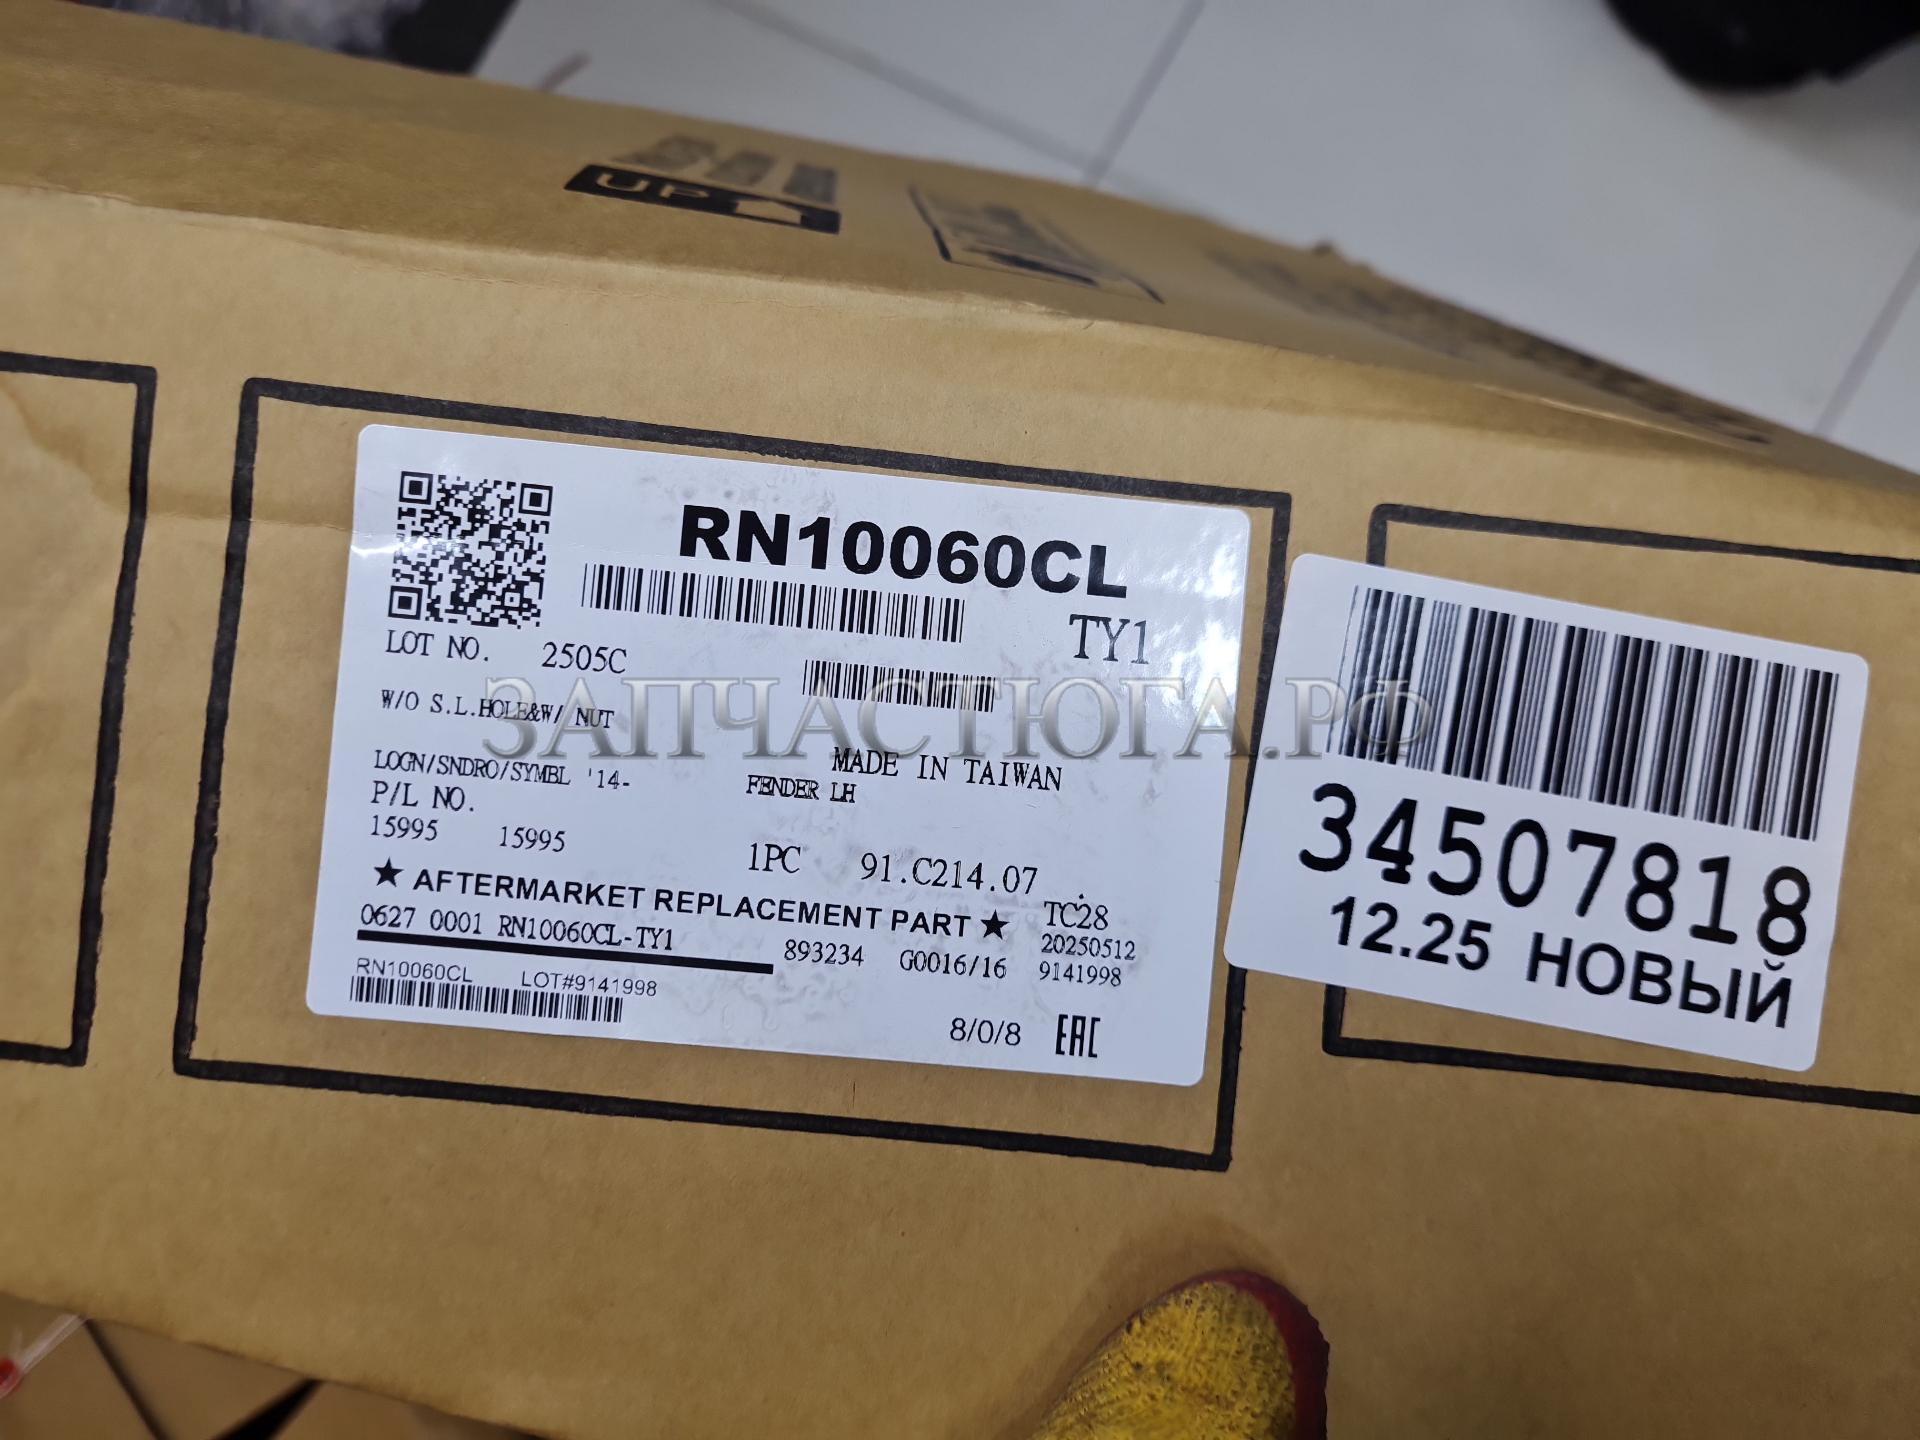 UP
RN10060CL
TY1
LOT NO. 2505C
W/O S.L.HOLE&W/ NUT
ЗАПЧАСТЮГА.РФ
MADE IN TAIWAN
LOGN/SNDRO/SYMBL '14-
FENDER LH
P/L NO.
15995 15995
1PC 91.C214.07
★ AFTERMARKET REPLACEMENT PART ★
TC28
0627 0001 RN10060CL-TY1
893234 G0016/16
20250512
9141998
RN10060CL LOT#9141998
8/0/8 EAC
34507818
12.25 НОВЫЙ